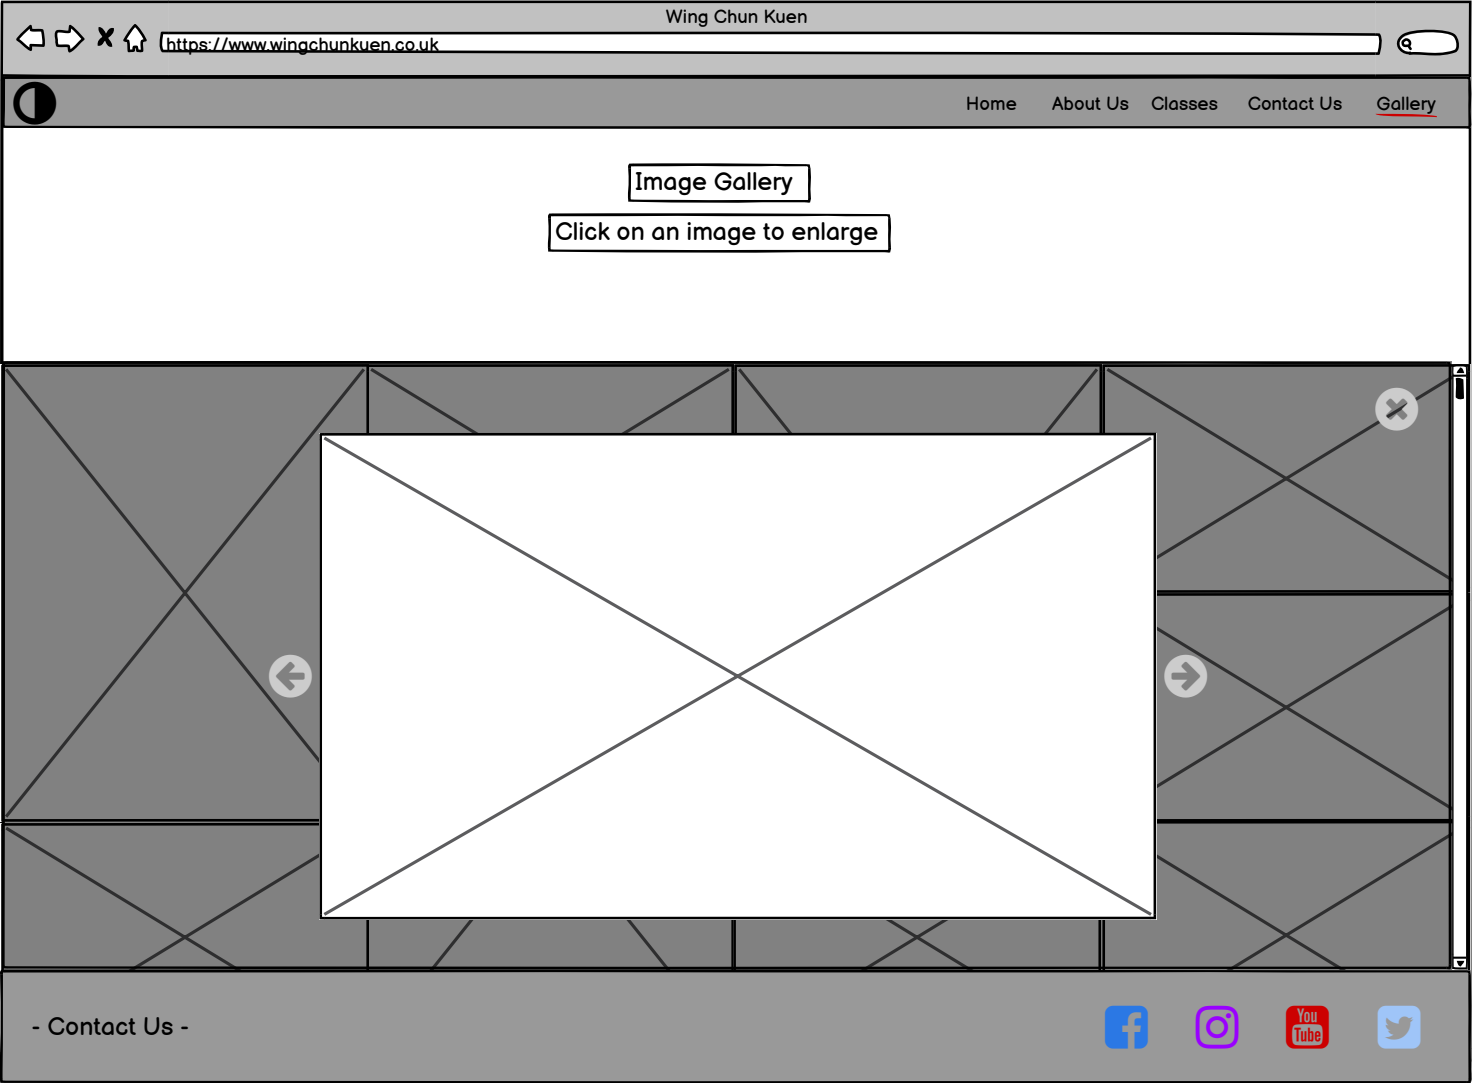 Wing Chun Kuen
https://www.wingchunkuen.co.uk
Home About Us Classes Contact Us Gallery
Image Gallery
Click on an image to enlarge
- Contact Us -
You
Tube